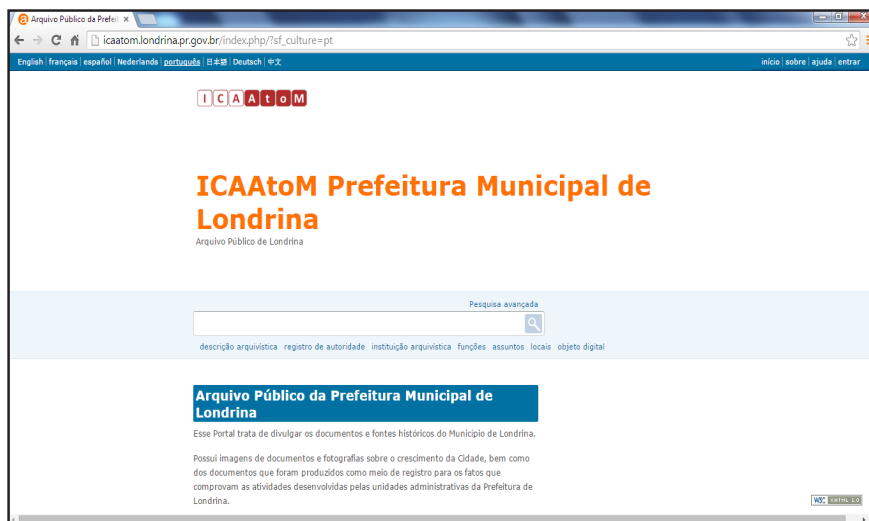 Arquivo Público da Prefei
icaatom.londrina.pr.gov.br/index.php/?sf_culture=pt
English | français | español | Nederlands | português | 日本語 | Deutsch | 中文
início | sobre | ajuda | entrar
ICAAtoM
ICAAtoM Prefeitura Municipal de
Londrina
Arquivo Público de Londrina
Pesquisa avançada
descrição arquivística registro de autoridade instituição arquivística funções assuntos locais objeto digital
Arquivo Público da Prefeitura Municipal de
Londrina
Esse Portal trata de divulgar os documentos e fontes históricos do Município de Londrina.
Possui imagens de documentos e fotografias sobre o crescimento da Cidade, bem como
dos documentos que foram produzidos como meio de registro para os fatos que
comprovam as atividades desenvolvidas pelas unidades administrativas da Prefeitura de
Londrina.
W3C XHTML 1.0